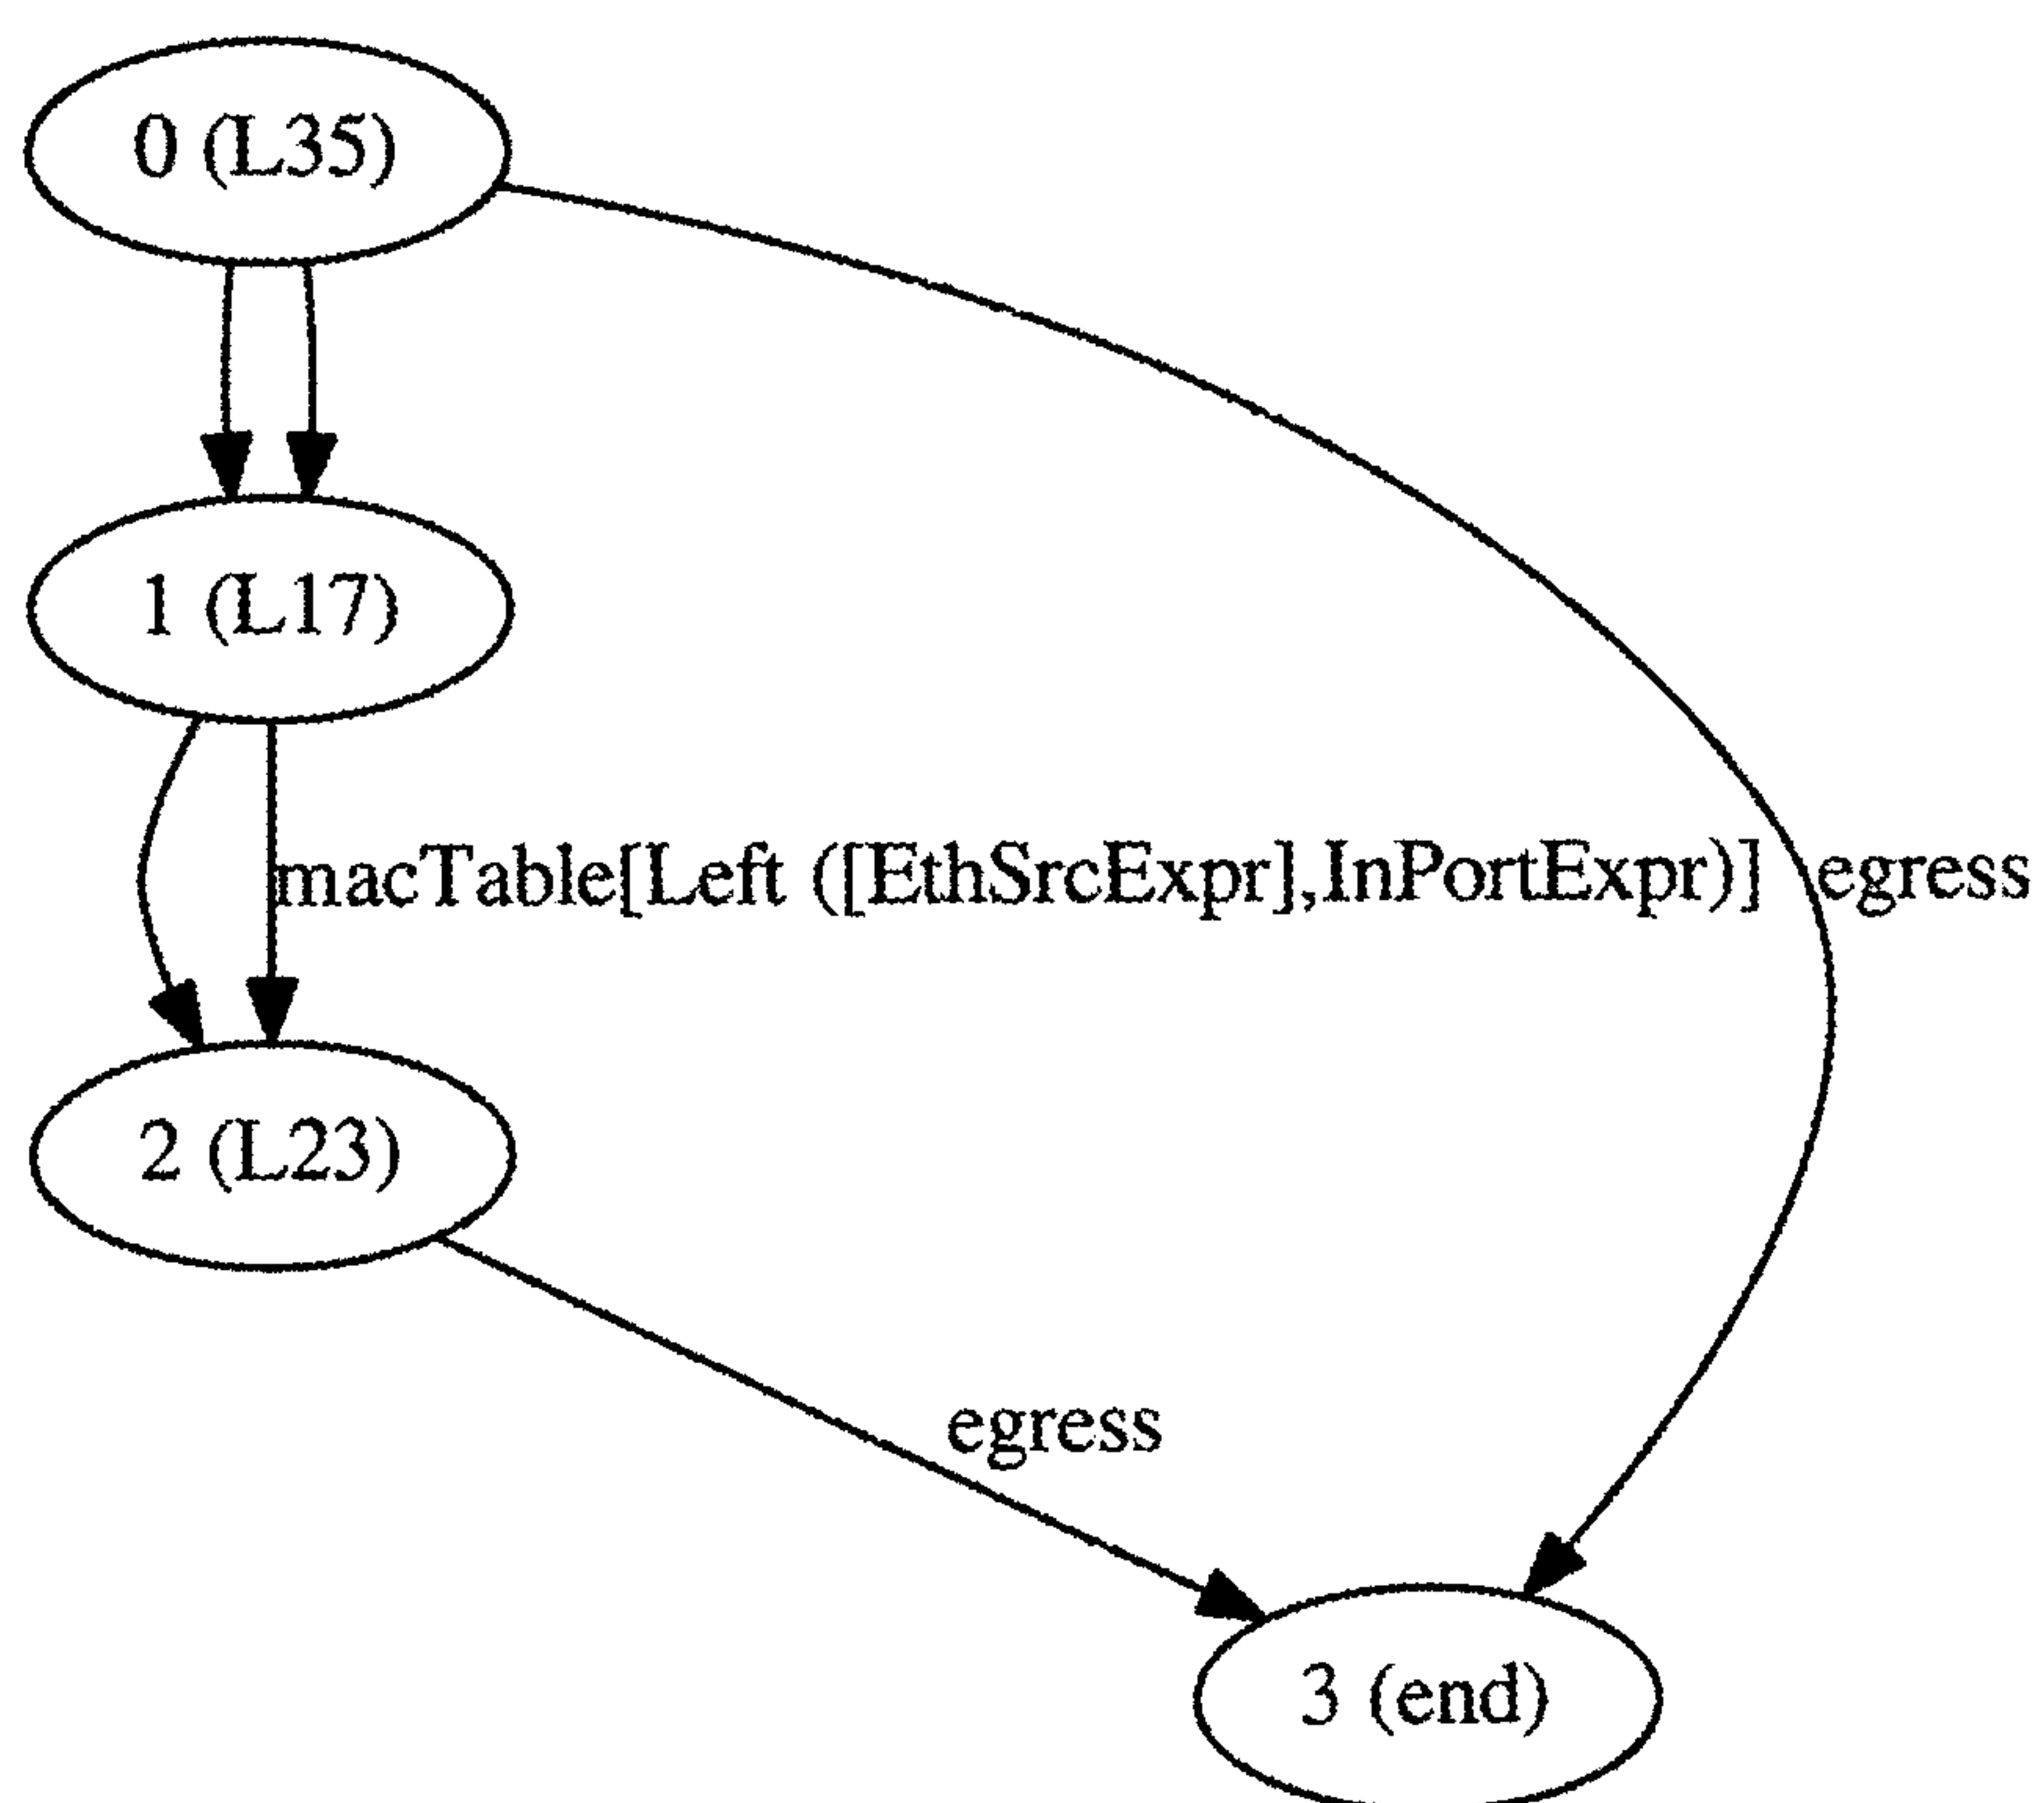 0 (L35)
1 (L17)
macTable[Left ([EthSrcExpr],InPortExpr)]
egress
2 (L23)
egress
3 (end)